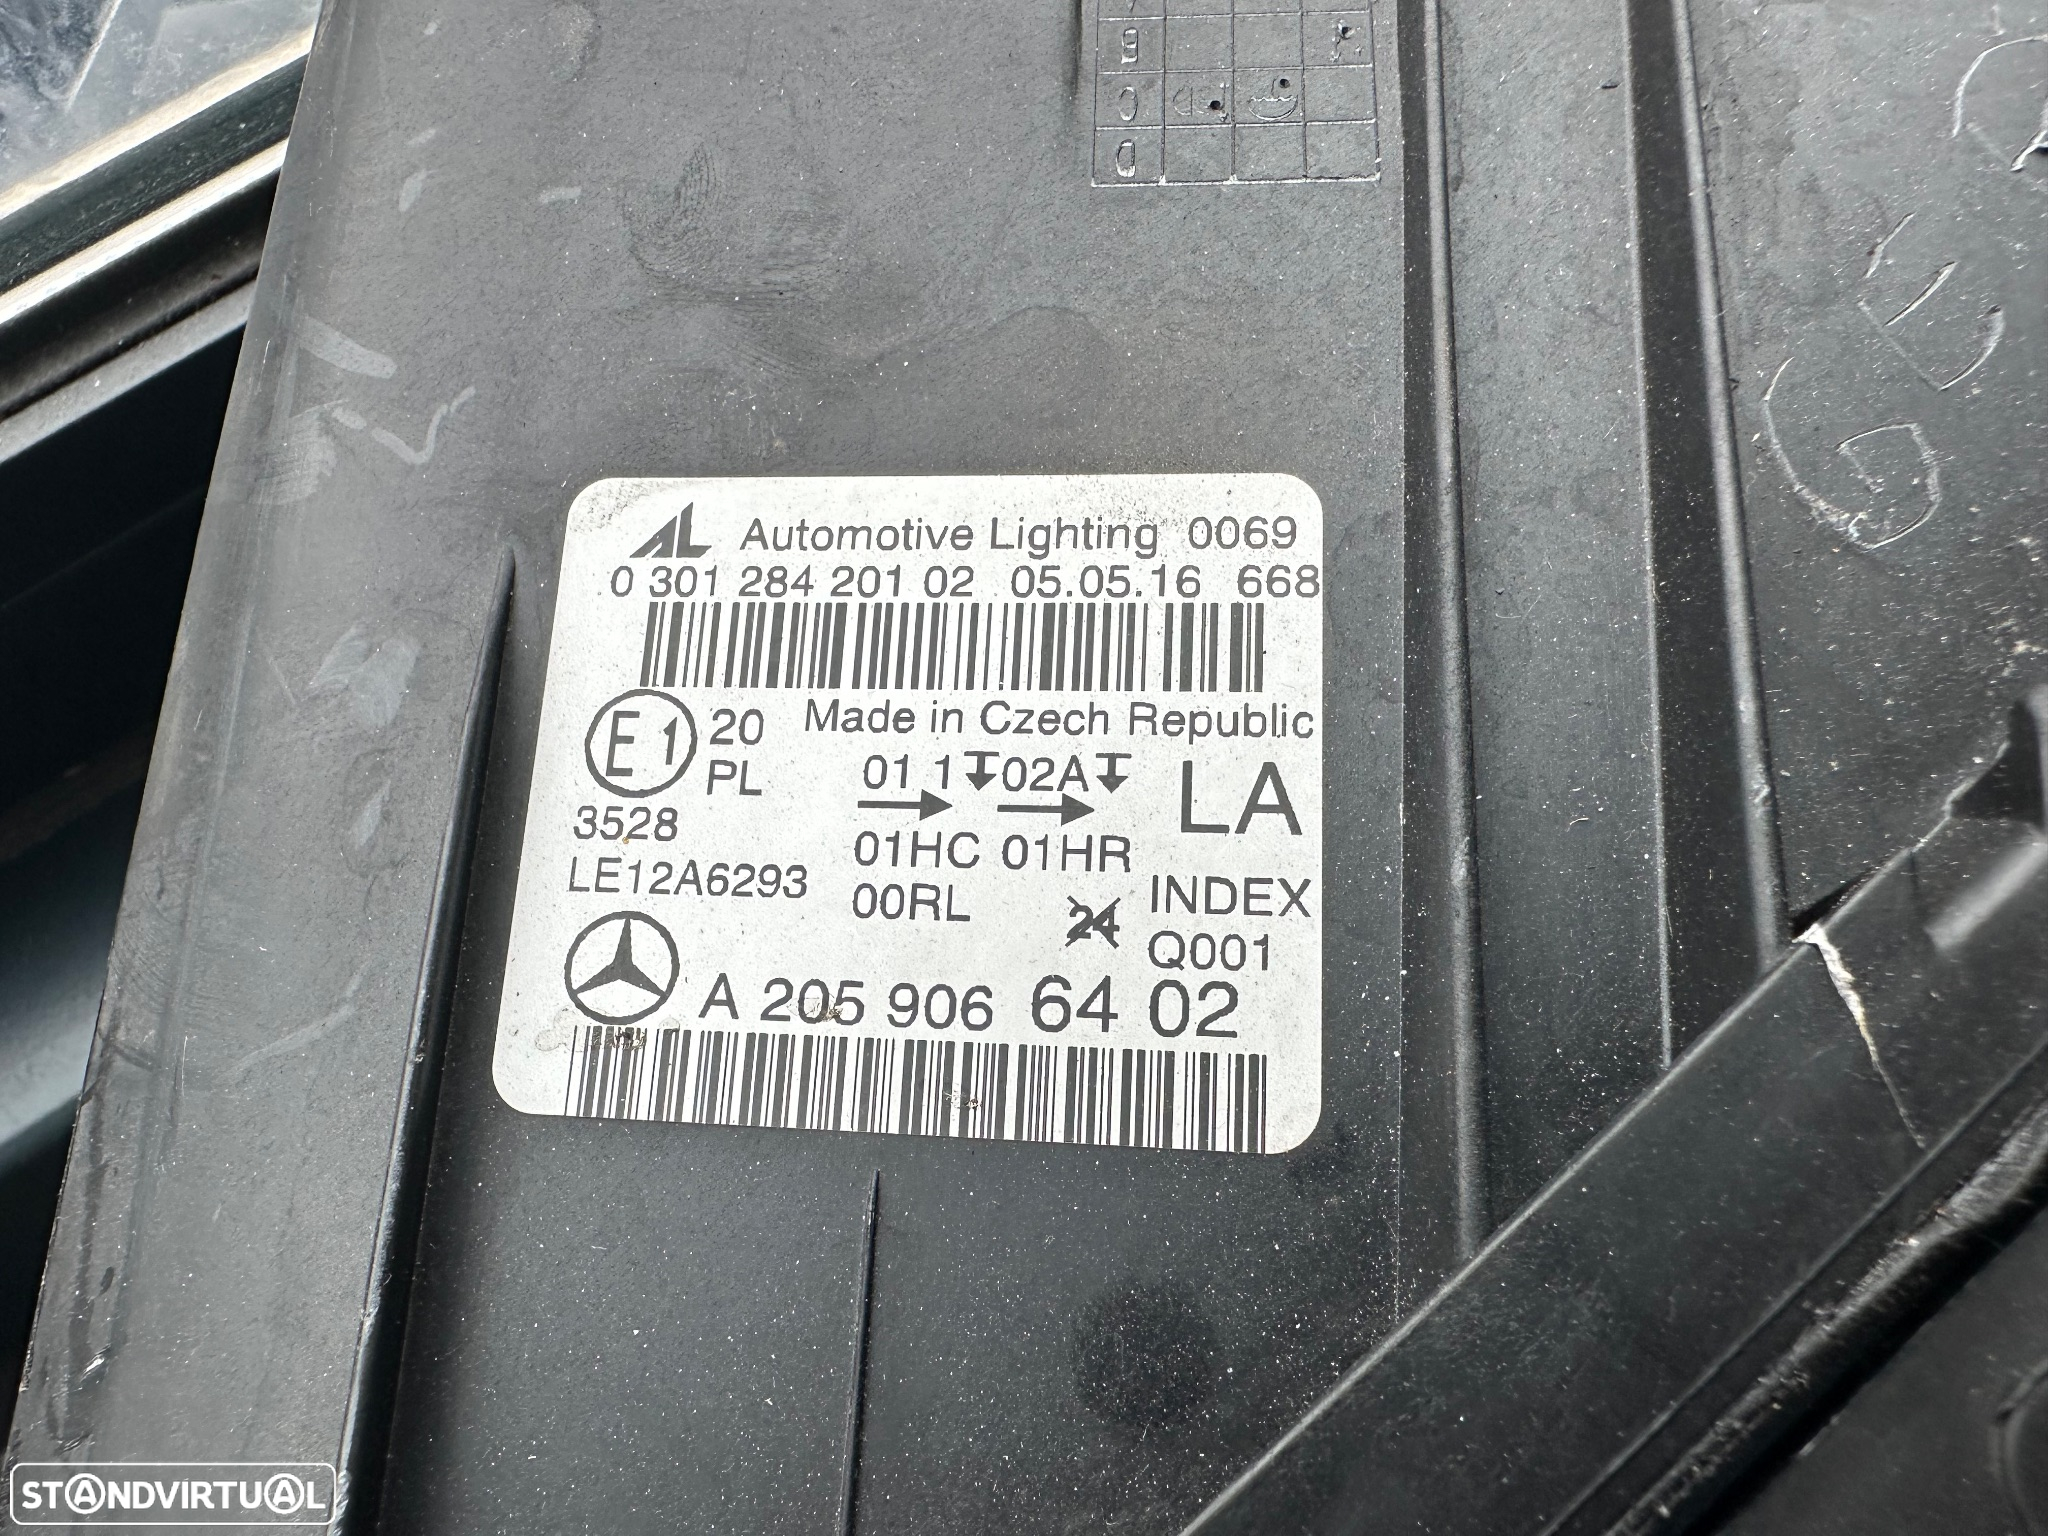 B
C
D
AL Automotive Lighting 0069
0 301 284 201 02 05.05.16 668
E1 20 Made in Czech Republic
PL 01 1 02A LA
3528 01HC 01HR
LE12A6293 00RL 24 INDEX
Q001
A 205 906 64 02
STANDVIRTUAL